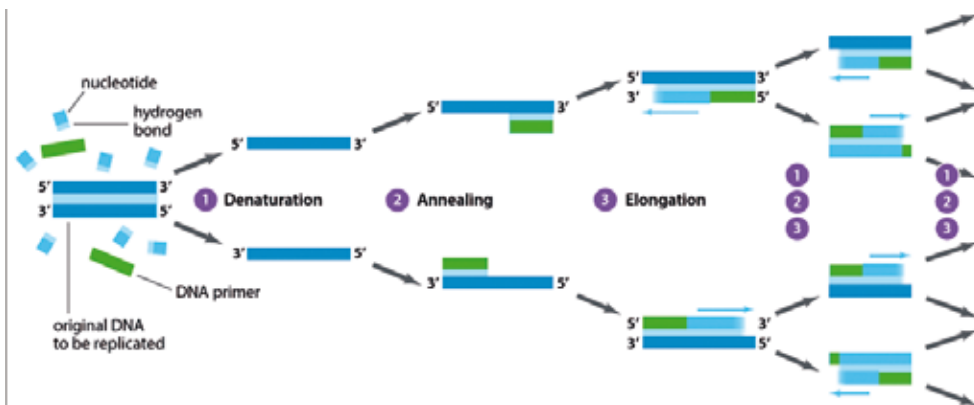 nucleotide
hydrogen
bond
5’ 3’
3’ 5’
DNA primer
original DNA
to be replicated
5’ 3’
1 Denaturation
3’ 5’
5’ 3’
2 Annealing
3’ 5’
5’ 3’
3’ 5’
3 Elongation
5’ 3’
3’ 5’
1
2
3
1
2
3